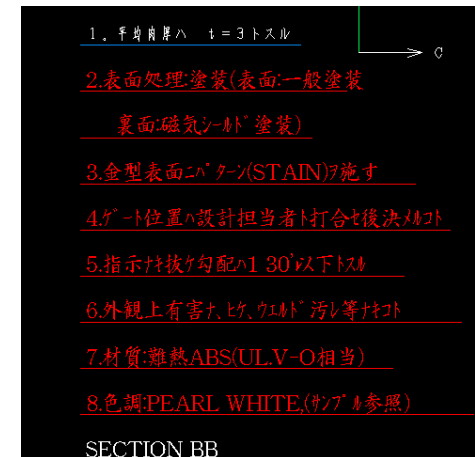 1。平均肉厚ハ t=3トスル
C
2.表面処理:塗装(表面:一般塗装
裏面:磁気シールド塗装)
3.金型表面ニパターン(STAIN)ヲ施す
4.ゲート位置ハ設計担当者ト打合セ後決メルコト
5.指示ナキ抜ケ勾配ハ1 30'以下トスル
6.外観上有害ナ、ヒケ、ウエルド 汚レ等ナキコト
7.材質:難熱ABS(UL.V-O相当)
8.色調:PEARL WHITE,(サンプル参照)
SECTION BB